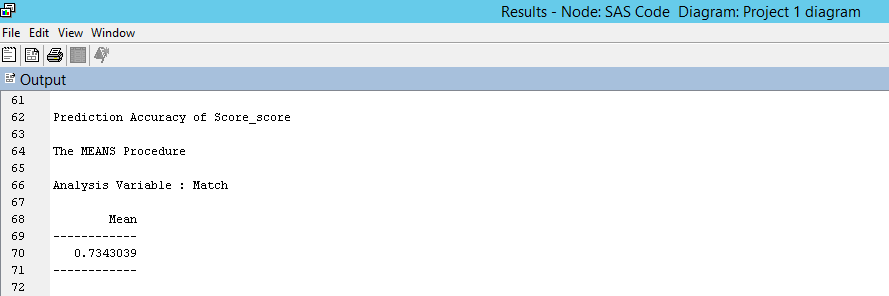 Results - Node: SAS Code  Diagram: Project 1 diagram
File Edit View Window
Output
61
62 Prediction Accuracy of Score_score
63
64 The MEANS Procedure
65
66 Analysis Variable : Match
67
68 Mean
69 ------------
70 0.7343039
71 ------------
72